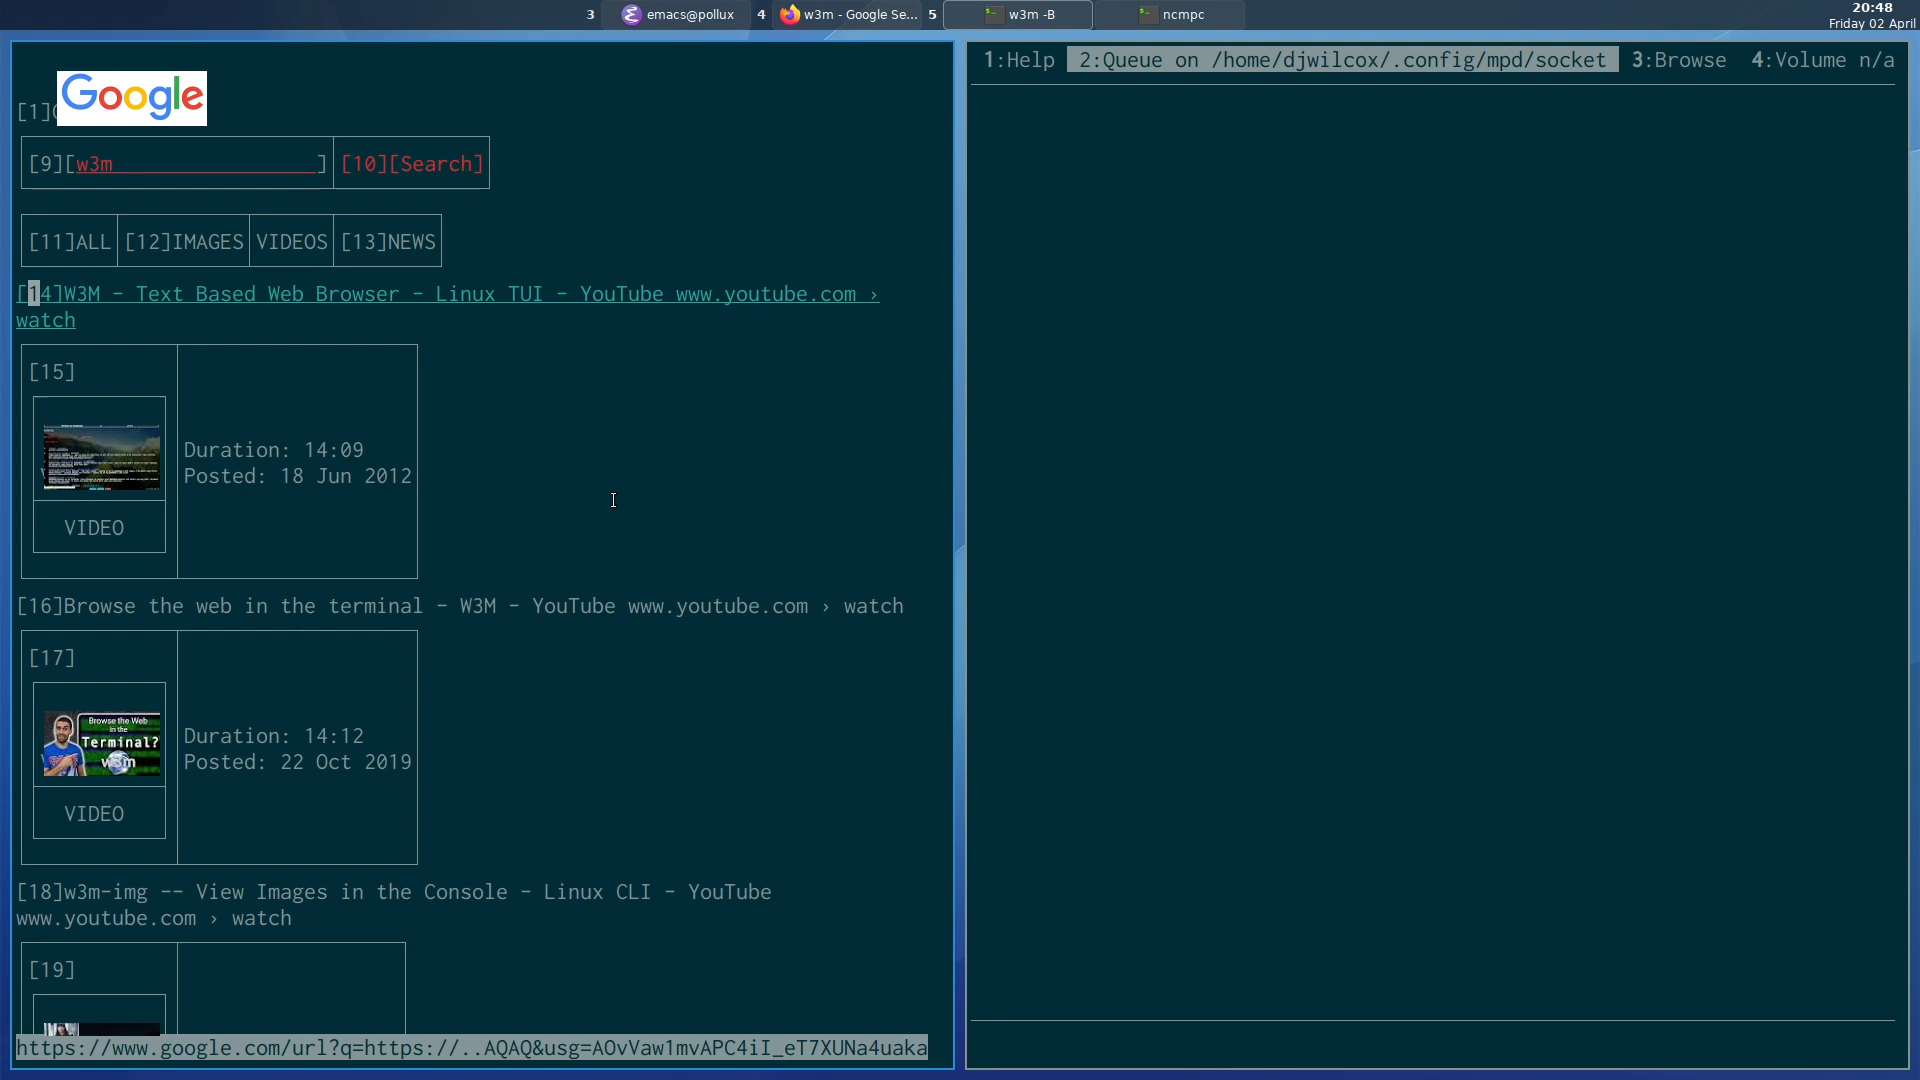 3 emacs@pollux 4 w3m - Google Se... 5 w3m -B ncmpc 20:48
Friday 02 April
Google
[1]
[9][w3m ] [10][Search]
[11]ALL [12]IMAGES VIDEOS [13]NEWS
[14]W3M - Text Based Web Browser - Linux TUI - YouTube www.youtube.com ›
watch
[15]
Duration: 14:09
Posted: 18 Jun 2012
VIDEO
[16]Browse the web in the terminal - W3M - YouTube www.youtube.com › watch
[17]
Browse the Web
in the
Terminal?
w3m
Duration: 14:12
Posted: 22 Oct 2019
VIDEO
[18]w3m-img -- View Images in the Console - Linux CLI - YouTube
www.youtube.com › watch
[19]
https://www.google.com/url?q=https://..AQAQ&usg=AOvVaw1mvAPC4iI_eT7XUNa4uaka
1:Help 2:Queue on /home/djwilcox/.config/mpd/socket 3:Browse 4:Volume n/a